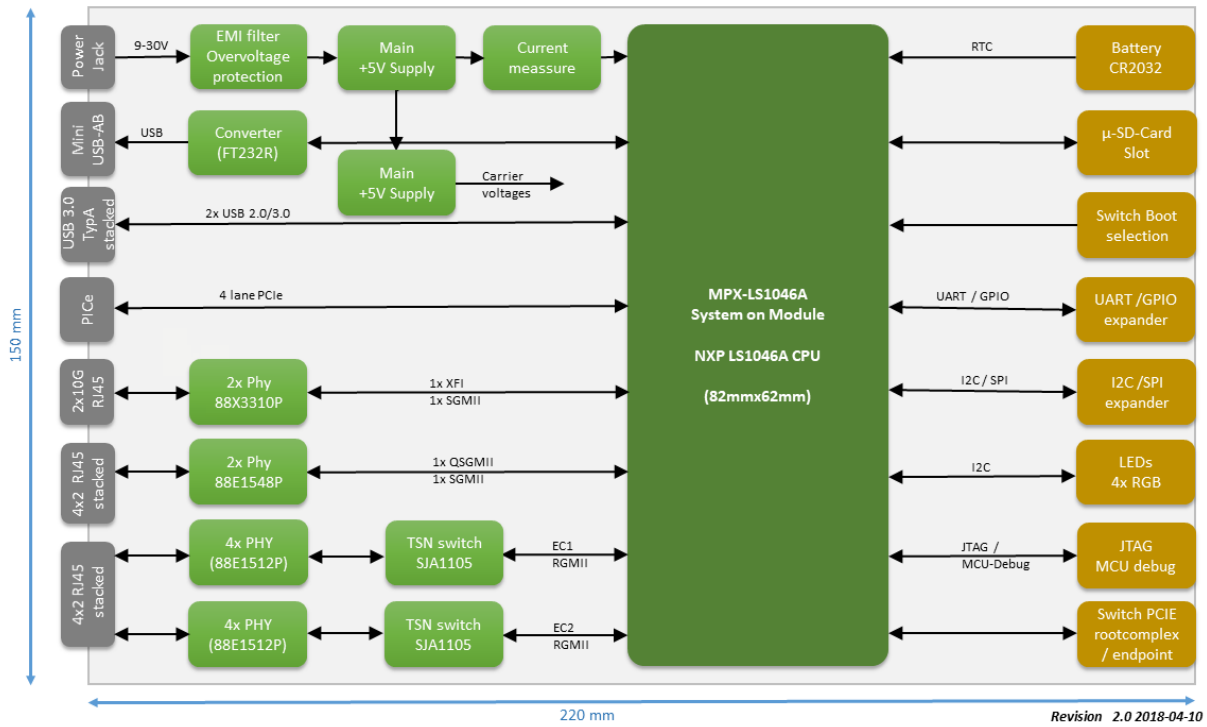 Power
Jack
9-30V
EMI filter
Overvoltage
protection
Main
+5V Supply
Current
meassure
RTC
Battery
CR2032
Mini
USB-AB
USB
Converter
(FT232R)
Main
+5V Supply
Carrier
voltages
µ-SD-Card
Slot
USB 3.0
TypA
stacked
2x USB 2.0/3.0
Switch Boot
selection
PICe
4 lane PCIe
MPX-LS1046A
System on Module
NXP LS1046A CPU
(82mmx62mm)
UART / GPIO
UART /GPIO
expander
2x10G
RJ45
2x Phy
88X3310P
1x XFI
1x SGMII
I2C / SPI
I2C /SPI
expander
4x2 RJ45
stacked
2x Phy
88E1548P
1x QSGMII
1x SGMII
I2C
LEDs
4x RGB
4x2 RJ45
stacked
4x PHY
(88E1512P)
TSN switch
SJA1105
EC1
RGMII
JTAG /
MCU-Debug
JTAG
MCU debug
4x PHY
(88E1512P)
TSN switch
SJA1105
EC2
RGMII
Switch PCIE
rootcomplex
/ endpoint
150 mm
220 mm
Revision 2.0 2018-04-10